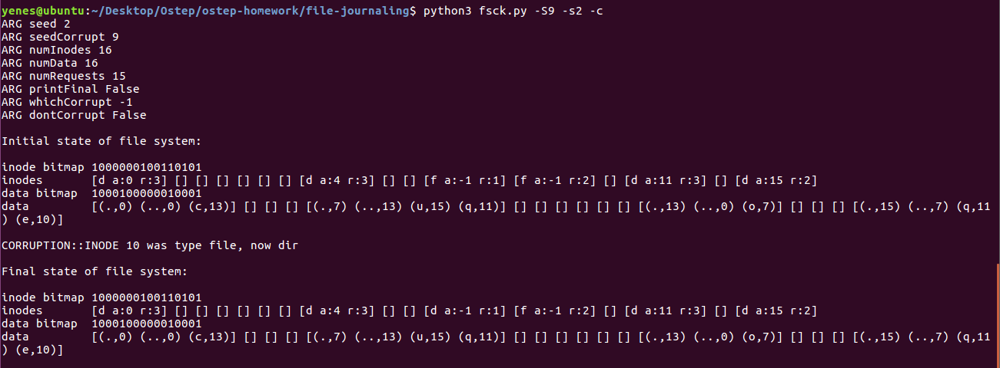 yenes@ubuntu:~/Desktop/Ostep/ostep-homework/file-journaling$ python3 fsck.py -S9 -s2 -c
ARG seed 2
ARG seedCorrupt 9
ARG numInodes 16
ARG numData 16
ARG numRequests 15
ARG printFinal False
ARG whichCorrupt -1
ARG dontCorrupt False

Initial state of file system:

inode bitmap 1000000100110101
inodes       [d a:0 r:3] [] [] [] [] [] [] [d a:4 r:3] [] [] [f a:-1 r:1] [f a:-1 r:2] [] [d a:11 r:3] [] [d a:15 r:2]
data bitmap  1000100000010001
data         [(.,0) (..,0) (c,13)] [] [] [] [(.,7) (..,13) (u,15) (q,11)] [] [] [] [] [] [] [(.,13) (..,0) (o,7)] [] [] [] [(.,15) (..,7) (q,11
) (e,10)]

CORRUPTION::INODE 10 was type file, now dir

Final state of file system:

inode bitmap 1000000100110101
inodes       [d a:0 r:3] [] [] [] [] [] [] [d a:4 r:3] [] [] [d a:-1 r:1] [f a:-1 r:2] [] [d a:11 r:3] [] [d a:15 r:2]
data bitmap  1000100000010001
data         [(.,0) (..,0) (c,13)] [] [] [] [(.,7) (..,13) (u,15) (q,11)] [] [] [] [] [] [] [(.,13) (..,0) (o,7)] [] [] [] [(.,15) (..,7) (q,11
) (e,10)]